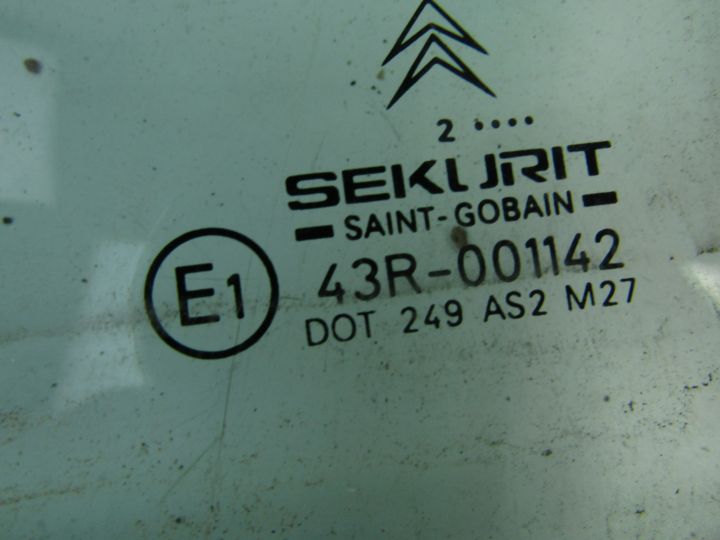 2 ....
SEKURIT
SAINT-GOBAIN
E1 43R-001142
DOT 249 AS2 M27